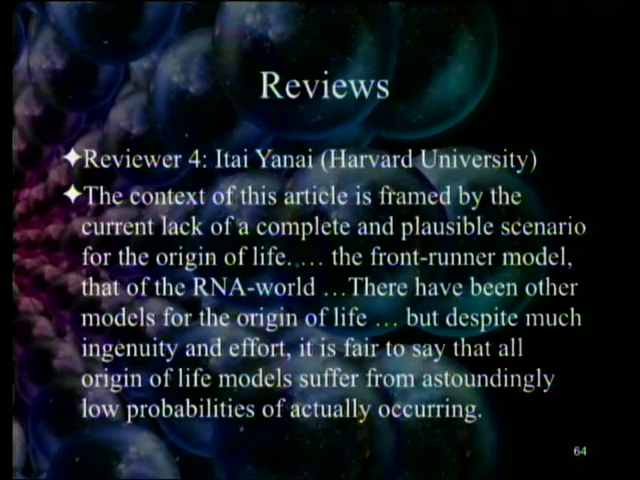 Reviews
✦Reviewer 4: Itai Yanai (Harvard University)
✦The context of this article is framed by the
current lack of a complete and plausible scenario
for the origin of life. … the front-runner model,
that of the RNA-world …There have been other
models for the origin of life … but despite much
ingenuity and effort, it is fair to say that all
origin of life models suffer from astoundingly
low probabilities of actually occurring.
64